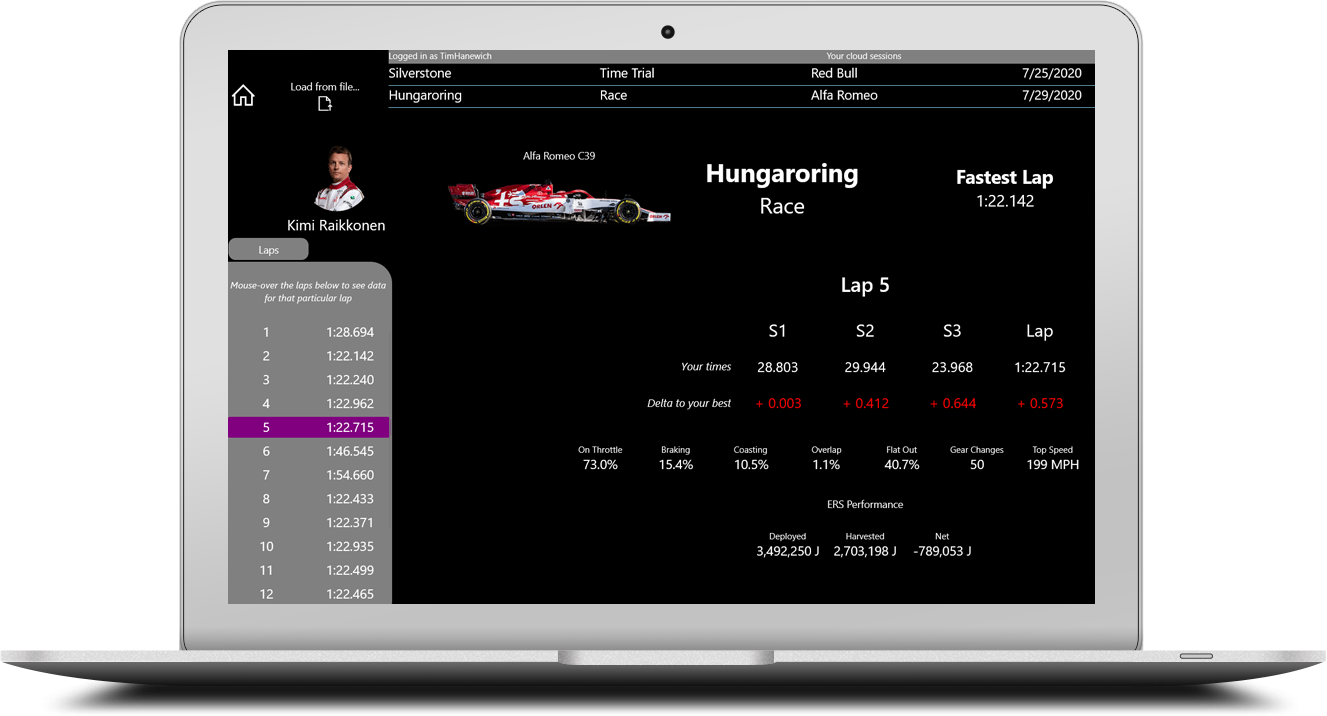 Logged in as TimHanewich Your cloud sessions
Silverstone Time Trial Red Bull 7/25/2020
Hungaroring Race Alfa Romeo 7/29/2020
Load from file...
Alfa Romeo C39
ORLEN
Kimi Raikkonen
Hungaroring
Race
Fastest Lap
1:22.142
Laps
Mouse-over the laps below to see data
for that particular lap
1 1:28.694
2 1:22.142
3 1:22.240
4 1:22.962
5 1:22.715
6 1:46.545
7 1:54.660
8 1:22.433
9 1:22.371
10 1:22.935
11 1:22.499
12 1:22.465
Lap 5
S1 S2 S3 Lap
Your times 28.803 29.944 23.968 1:22.715
Delta to your best + 0.003 + 0.412 + 0.644 + 0.573
On Throttle Braking Coasting Overlap Flat Out Gear Changes Top Speed
73.0% 15.4% 10.5% 1.1% 40.7% 50 199 MPH
ERS Performance
Deployed Harvested Net
3,492,250 J 2,703,198 J -789,053 J